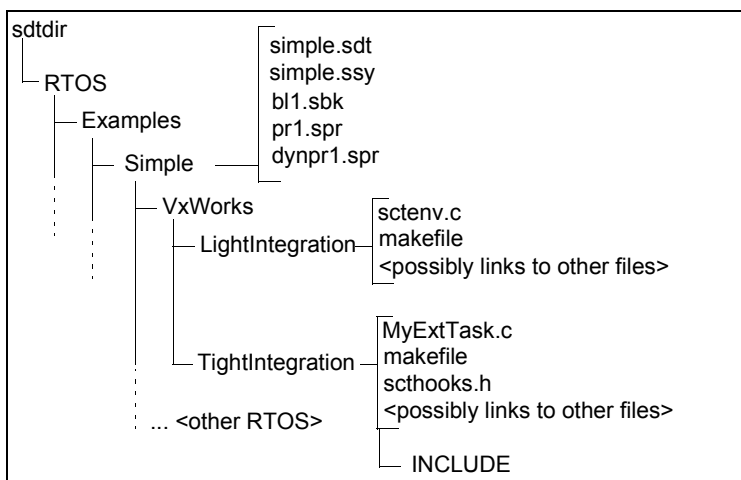 sdtdir
simple.sdt
simple.ssy
bl1.sbk
pr1.spr
dynpr1.spr
RTOS
Examples
Simple
VxWorks
sctenv.c
makefile
<possibly links to other files>
LightIntegration
MyExtTask.c
makefile
scthooks.h
<possibly links to other files>
TightIntegration
... <other RTOS>
INCLUDE